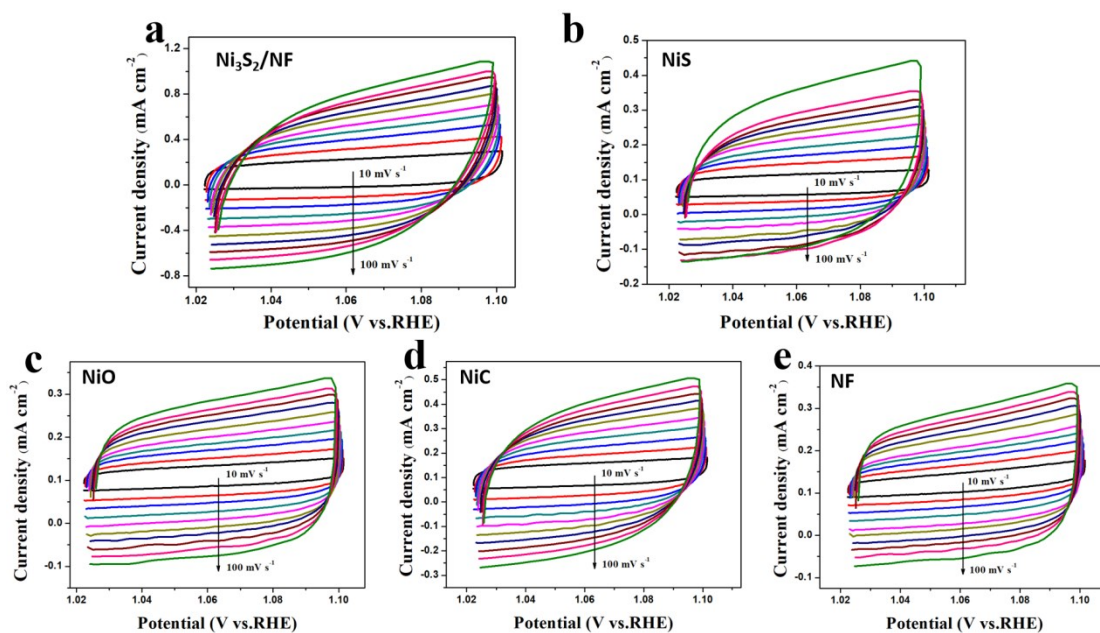 a
Ni₃S₂/NF
Current density (mA cm⁻²)
1.2
0.8
0.4
0.0
-0.4
-0.8
10 mV s⁻¹
100 mV s⁻¹
1.02 1.04 1.06 1.08 1.10
Potential (V vs.RHE)
b
NiS
Current density (mA cm⁻²)
0.5
0.4
0.3
0.2
0.1
0.0
-0.1
-0.2
10 mV s⁻¹
100 mV s⁻¹
1.02 1.04 1.06 1.08 1.10
Potential (V vs.RHE)
c
NiO
Current density (mA cm⁻²)
0.3
0.2
0.1
0.0
-0.1
10 mV s⁻¹
100 mV s⁻¹
1.02 1.04 1.06 1.08 1.10
Potential (V vs.RHE)
d
NiC
Current density (mA cm⁻²)
0.5
0.4
0.3
0.2
0.1
0.0
-0.1
-0.2
-0.3
10 mV s⁻¹
100 mV s⁻¹
1.02 1.04 1.06 1.08 1.10
Potential (V vs.RHE)
e
NF
Current density (mA cm⁻²)
0.4
0.3
0.2
0.1
0.0
-0.1
10 mV s⁻¹
100 mV s⁻¹
1.02 1.04 1.06 1.08 1.10
Potential (V vs.RHE)